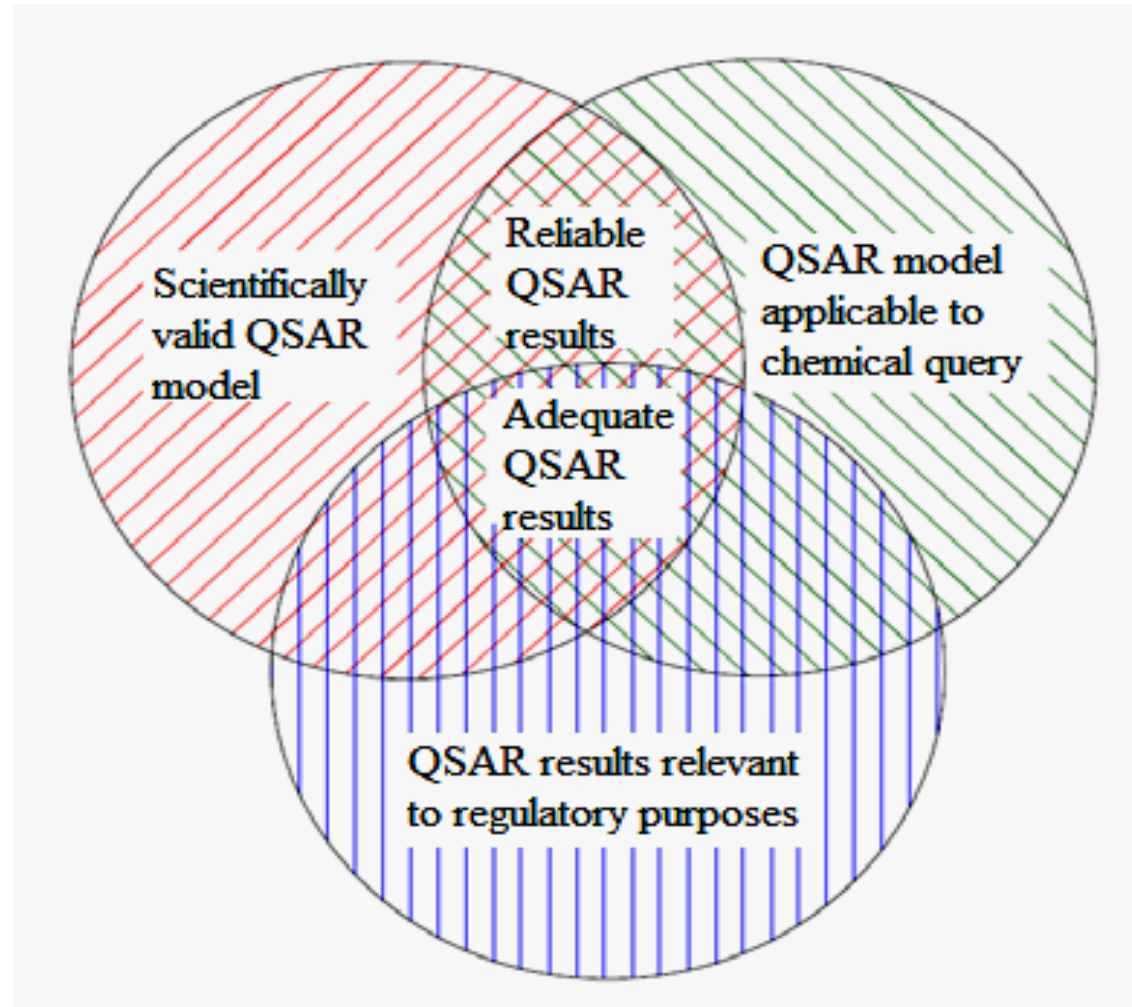 Scientifically
valid QSAR
model
Reliable
QSAR
results
QSAR model
applicable to
chemical query
Adequate
QSAR
results
QSAR results relevant
to regulatory purposes